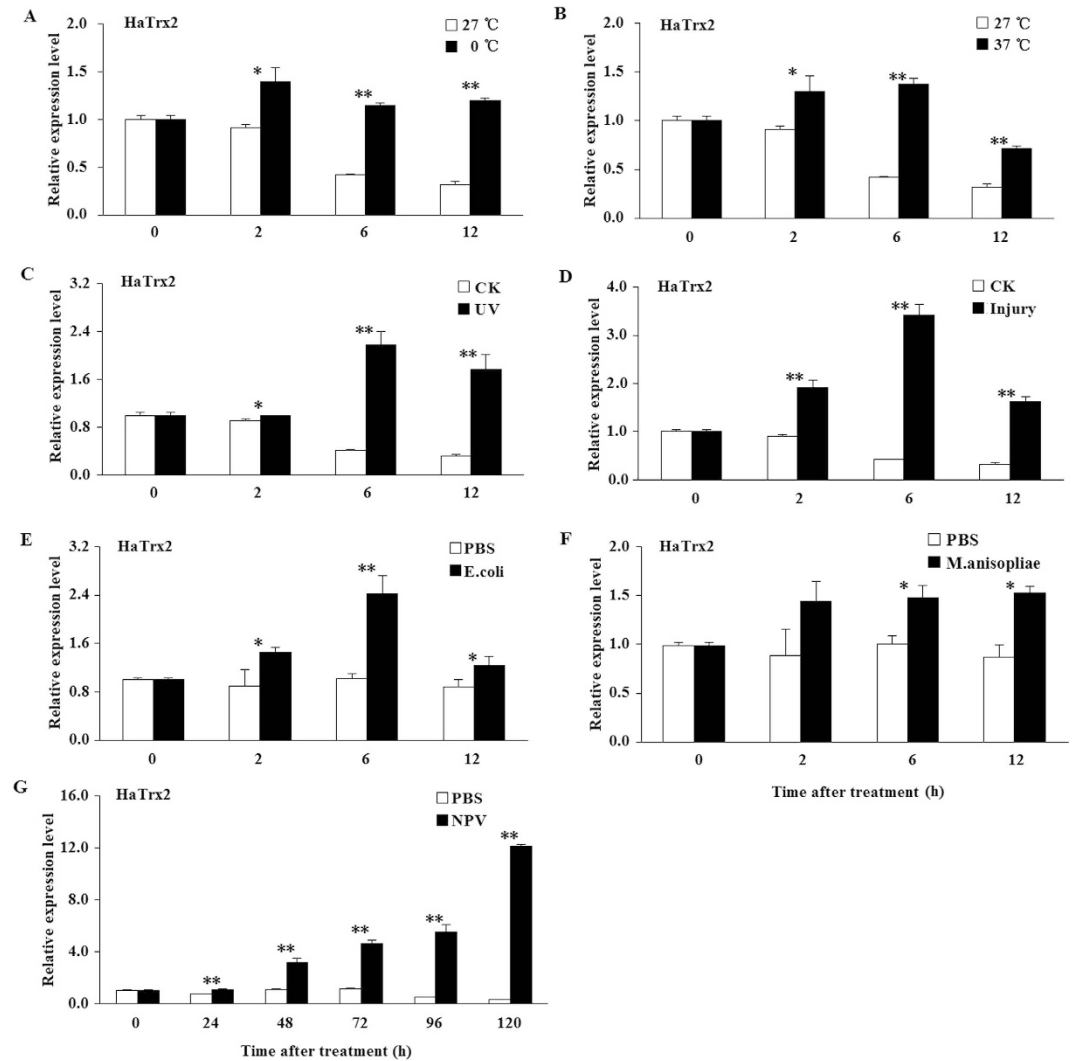 A
HaTrx2
27 ℃
0 ℃
Relative expression level
1.5
1.0
0.5
0.0
*
**
**
0 2 6 12
B
HaTrx2
27 ℃
37 ℃
Relative expression level
2.0
1.5
1.0
0.5
0.0
*
**
**
0 2 6 12
C
HaTrx2
CK
UV
Relative expression level
3.2
2.4
1.6
0.8
0.0
*
**
**
0 2 6 12
D
HaTrx2
CK
Injury
Relative expression level
4.0
3.0
2.0
1.0
0.0
**
**
**
0 2 6 12
E
HaTrx2
PBS
E.coli
Relative expression level
3.2
2.4
1.6
0.8
0.0
*
**
*
0 2 6 12
F
HaTrx2
PBS
M.anisopliae
Relative expression level
2.0
1.5
1.0
0.5
0.0
*
*
0 2 6 12
Time after treatment (h)
G
HaTrx2
PBS
NPV
Relative expression level
16.0
12.0
8.0
4.0
0.0
**
**
**
**
**
0 24 48 72 96 120
Time after treatment (h)